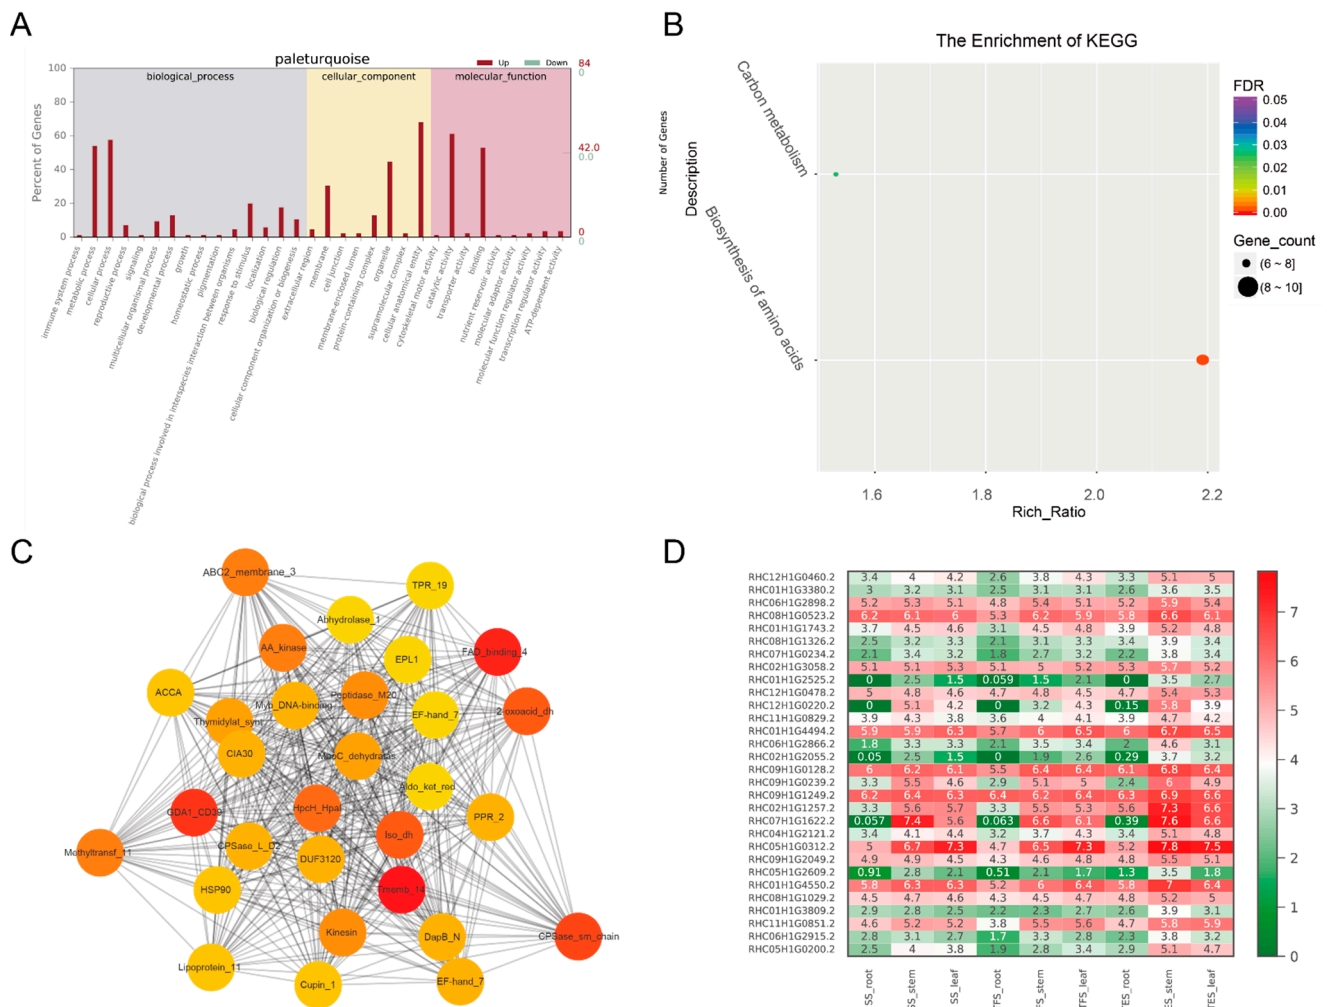 A
paleturquoise
Up Down
84
0
100
80
60
40
20
0
Percent of Genes
biological_process
cellular_component
molecular_function
42.0
0.0
0
0
Number of Genes
immune system process
metabolic process
cellular process
reproductive process
signaling
multicellular organismal process
developmental process
growth
homeostatic process
pigmentation
biological process involved in interspecies interaction between organisms
response to stimulus
localization
biological regulation
cellular component organization or biogenesis
extracellular region
membrane
cell junction
membrane-enclosed lumen
protein-containing complex
organelle
supramolecular complex
cellular anatomical entity
cytoskeletal motor activity
catalytic activity
transporter activity
binding
nutrient reservoir activity
molecular adaptor activity
molecular function regulator activity
transcription regulator activity
ATP-dependent activity
B
The Enrichment of KEGG
Description
Carbon metabolism
Biosynthesis of amino acids
1.6 1.8 2.0 2.2
Rich_Ratio
FDR
0.05
0.04
0.03
0.02
0.01
0.00
Gene_count
(6 ~ 8]
(8 ~ 10]
C
ABC2_membrane_3
TPR_19
Abhydrolase_1
AA_kinase
EPL1
FAD_binding_4
ACCA
Peptidase_M20
Myb_DNA-binding
EF-hand_7
2-oxoacid_dh
Thymidylat_synt
CIA30
MaoC_dehydratas
Aldo_ket_red
GDA1_CD39
HpcH_HpaI
PPR_2
Iso_dh
Methyltransf_11
CPSase_L_D2
DUF3120
HSP90
Tmemb_14
Kinesin
DapB_N
CPSase_sm_chain
Lipoprotein_11
Cupin_1
EF-hand_7
D
RHC12H1G0460.2 3.4 4 4.2 2.6 3.8 4.3 3.3 5.1 5
RHC01H1G3380.2 3 3.2 3.1 2.5 3.1 3.1 2.6 3.6 3.5
RHC06H1G2898.2 5.2 5.3 5.1 4.8 5.4 5.1 5.2 5.9 5.4
RHC08H1G0523.2 6.2 6.1 6 5.3 6.2 5.9 5.8 6.6 6.1
RHC01H1G1743.2 3.7 4.5 4.6 3.1 4.5 4.8 3.9 5.2 4.8
RHC08H1G1326.2 2.5 3.2 3.3 2.1 3.1 3.3 3.4 3.9 3.4
RHC07H1G0234.2 2.1 3.4 3.2 1.8 2.7 3.2 2.2 3.8 3.4
RHC02H1G3058.2 5.1 5.1 5.3 5.1 5 5.2 5.3 5.7 5.2
RHC01H1G2525.2 0 2.5 1.5 0.059 1.5 2.1 0 3.5 2.7
RHC12H1G0478.2 5 4.8 4.6 4.7 4.8 4.5 4.7 5.4 5.3
RHC12H1G0220.2 0 5.1 4.2 0 3.2 4.3 0.15 5.8 3.9
RHC11H1G0829.2 3.9 4.3 3.8 3.6 4 4.1 3.9 4.7 4.2
RHC01H1G4494.2 5.9 5.9 6.3 5.7 6 6.5 6 6.7 6.5
RHC06H1G2866.2 1.8 3.3 3.3 2.1 3.5 3.4 2 4.6 3.1
RHC02H1G2055.2 0.05 2.5 1.5 0 1.9 2.6 0.29 3.7 3.2
RHC09H1G0128.2 6 6.2 6.1 5.5 6.4 6.4 6.1 6.8 6.4
RHC09H1G0239.2 3.3 5.5 4.6 2.9 5.1 5 2.4 6 4.9
RHC09H1G1249.2 6.2 6.4 6.3 6.4 6.2 6.4 6.3 6.9 6.6
RHC02H1G1257.2 3.3 5.6 5.7 3.3 5.5 5.3 5.6 7.3 6.6
RHC07H1G1622.2 0.057 7.4 5.6 0.063 6.6 6.1 0.39 7.6 6.6
RHC04H1G2121.2 3.4 4.1 4.4 3.2 3.7 4.3 3.4 5.1 4.8
RHC05H1G0312.2 5 6.7 7.3 4.7 6.5 7.3 5.2 7.8 7.5
RHC09H1G2049.2 4.9 4.9 4.5 4.3 4.6 4.8 4.8 5.5 5.1
RHC05H1G2609.2 0.91 2.8 2.1 0.51 2.1 1.7 1.3 3.5 1.8
RHC01H1G4550.2 5.8 6.3 6.3 5.2 6 6.4 5.8 7 6.4
RHC08H1G1029.2 4.5 4.7 4.6 4.3 4.5 4.7 4.8 5.2 5
RHC01H1G3809.2 2.9 2.8 2.5 2.2 2.3 2.7 2.6 3.9 3.1
RHC11H1G0851.2 4.6 5.2 5.2 3.8 5.5 5.6 4.7 5.8 5.9
RHC06H1G2915.2 2.8 3.1 2.7 1.7 3.3 2.8 2.3 3.8 3.2
RHC05H1G0200.2 2.5 4 3.8 1.9 2.8 3.4 2.9 5.1 4.7
SS_root SS_stem SS_leaf TFS_root FS_stem TFS_leaf TES_root ES_stem TES_leaf
7
6
5
4
3
2
1
0